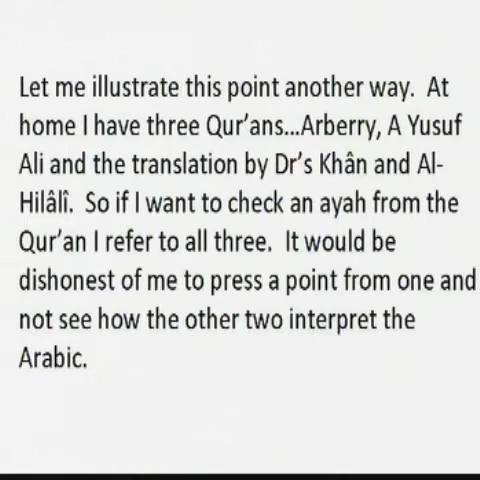 Let me illustrate this point another way.  At
home I have three Qur’ans...Arberry, A Yusuf
Ali and the translation by Dr’s Khân and Al-
Hilâlî.  So if I want to check an ayah from the
Qur’an I refer to all three.  It would be
dishonest of me to press a point from one and
not see how the other two interpret the
Arabic.